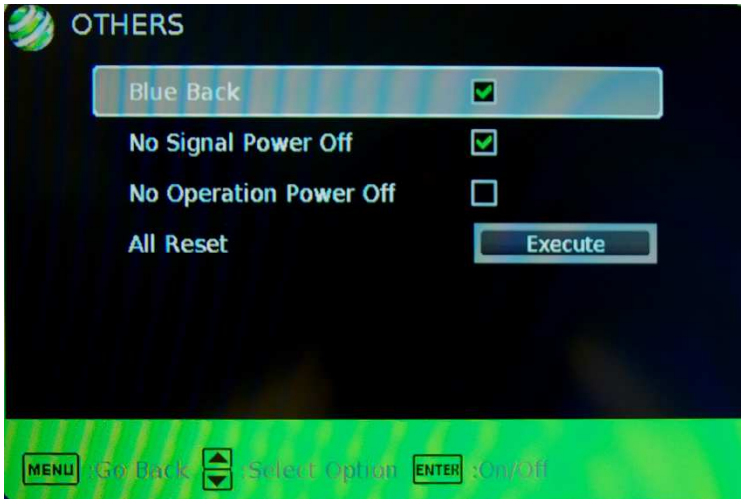 OTHERS
Blue Back
No Signal Power Off
No Operation Power Off
All Reset Execute
MENU :Go Back :Select Option ENTER :On/Off